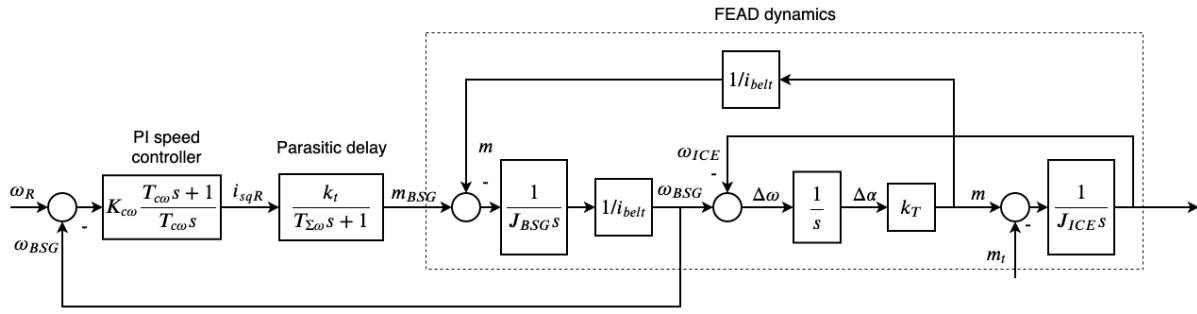 FEAD dynamics
1/i_belt
PI speed
controller
Parasitic delay
m
ω_ICE
-
ω_R
K_cω (T_cω s + 1)/(T_cω s)
i_sqR
k_t/(T_Σω s + 1)
m_BSG
-
1/(J_BSG s)
1/i_belt
ω_BSG
Δω
1/s
Δα
k_T
m
1/(J_ICE s)
-
ω_BSG
-
m_t